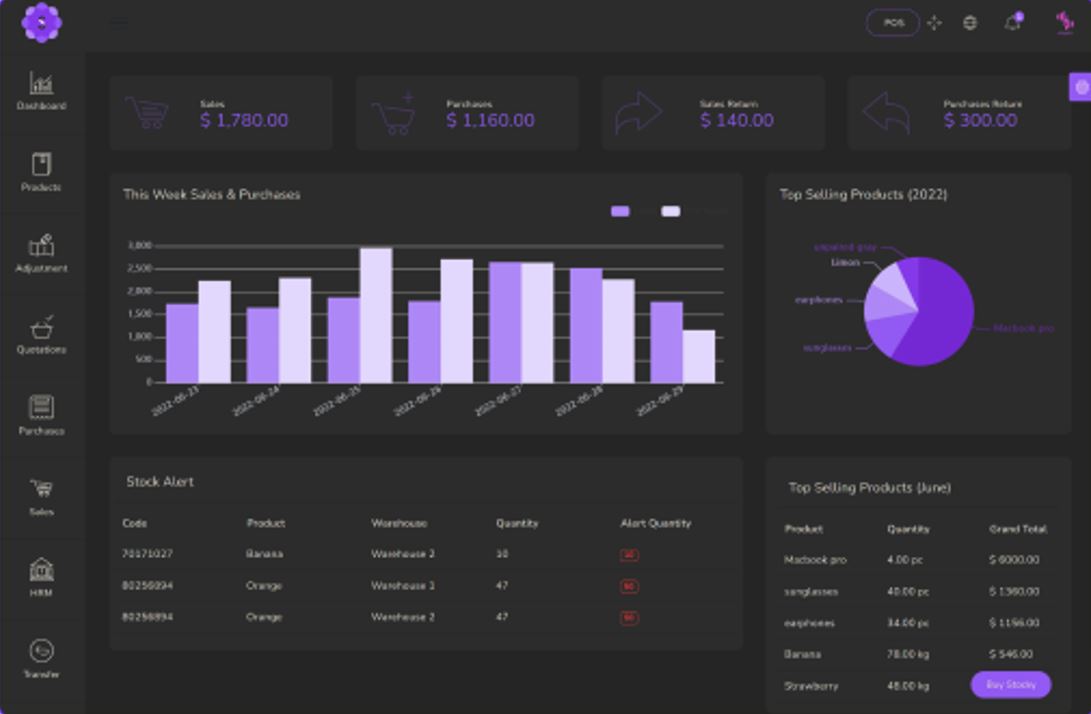 POS
Dashboard
Products
Adjustment
Quotations
Purchases
Sales
HRM
Transfer
Sales
$ 1,780.00
Purchases
$ 1,160.00
Sales Return
$ 140.00
Purchases Return
$ 300.00
This Week Sales & Purchases
3,000
2,500
2,000
1,500
1,000
500
0
2022-06-23
2022-06-24
2022-06-25
2022-06-26
2022-06-27
2022-06-28
2022-06-29
Top Selling Products (2022)
unpaired gray
Limon
earphones
sunglasses
Macbook pro
Stock Alert
Code Product Warehouse Quantity Alert Quantity
70171027 Banana Warehouse 2 10
Orange Warehouse 1 47 50
Orange Warehouse 2 47 50
Top Selling Products (June)
Product Quantity Grand Total
Macbook pro 4.00 pc $ 6000.00
sunglasses 40.00 pc $ 1360.00
earphones 34.00 pc $ 1156.00
Banana 78.00 kg $ 546.00
Strawberry 48.00 kg
Buy Stocky